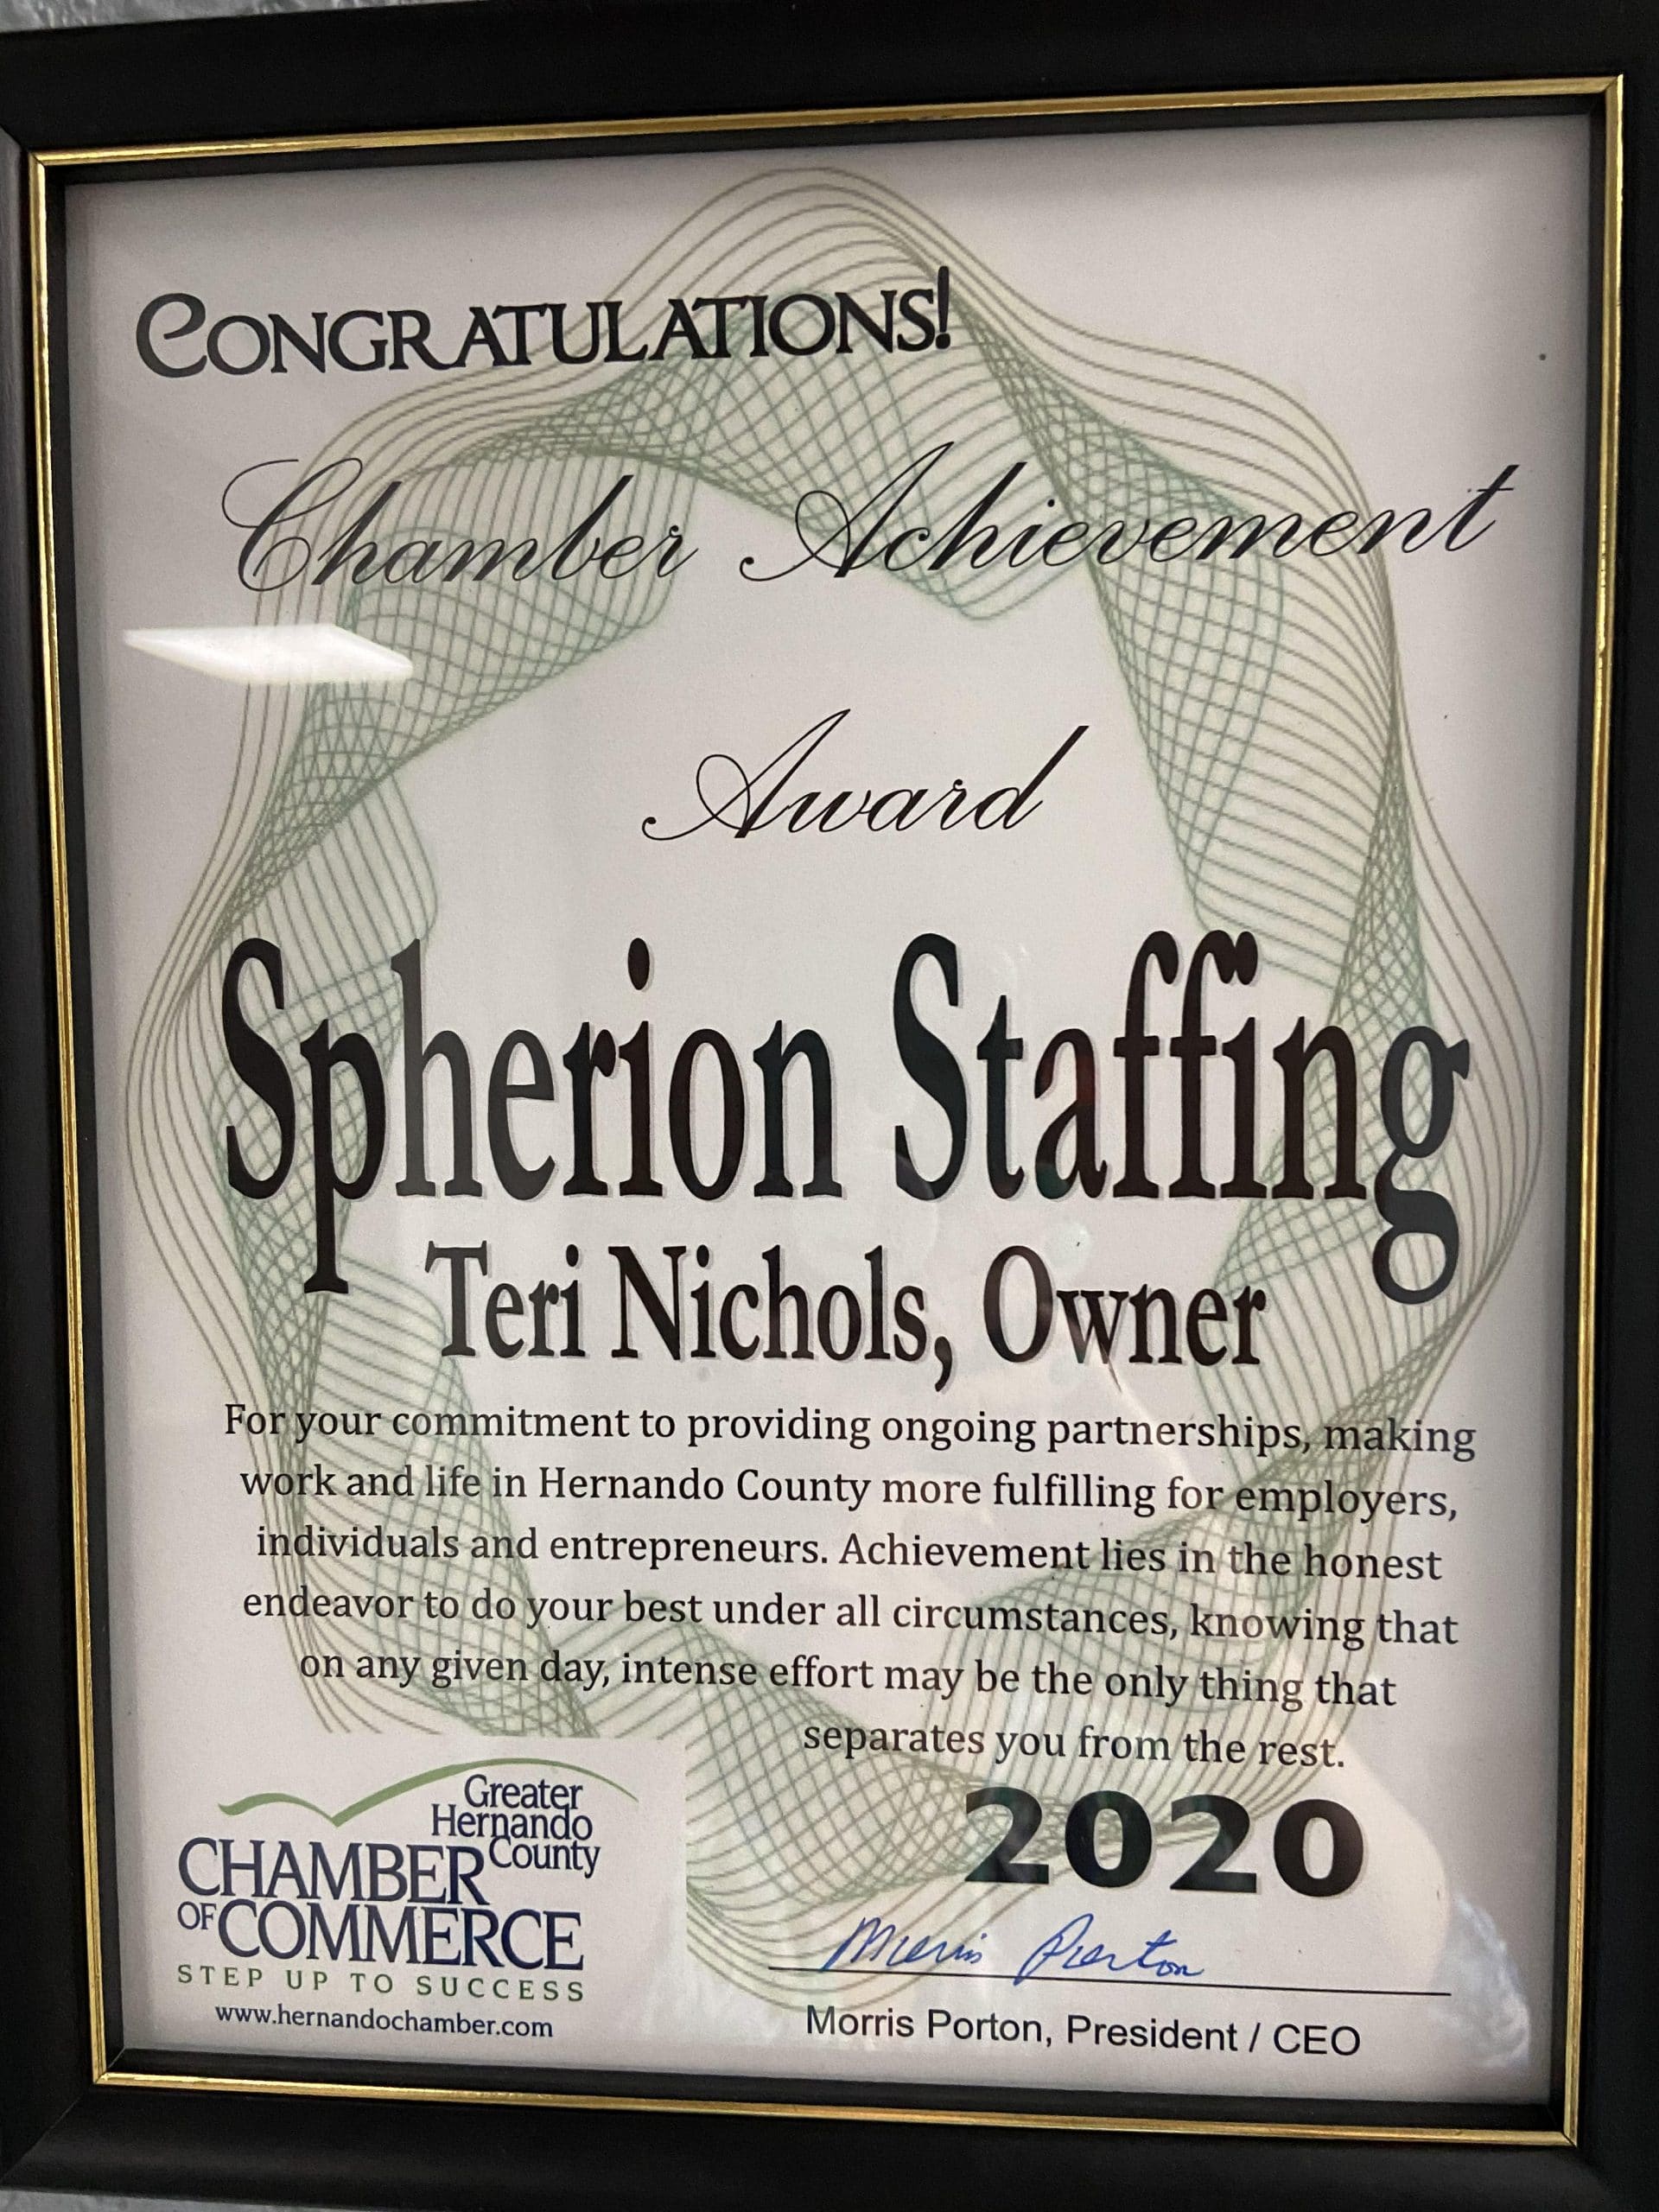 CONGRATULATIONS!
Chamber Achievement
Award
Spherion Staffing
Teri Nichols, Owner
For your commitment to providing ongoing partnerships, making
work and life in Hernando County more fulfilling for employers,
individuals and entrepreneurs. Achievement lies in the honest
endeavor to do your best under all circumstances, knowing that
on any given day, intense effort may be the only thing that
separates you from the rest.
2020
Greater
Hernando
County
CHAMBER
OF COMMERCE
STEP UP TO SUCCESS
www.hernandochamber.com
Morris Porton
Morris Porton, President / CEO